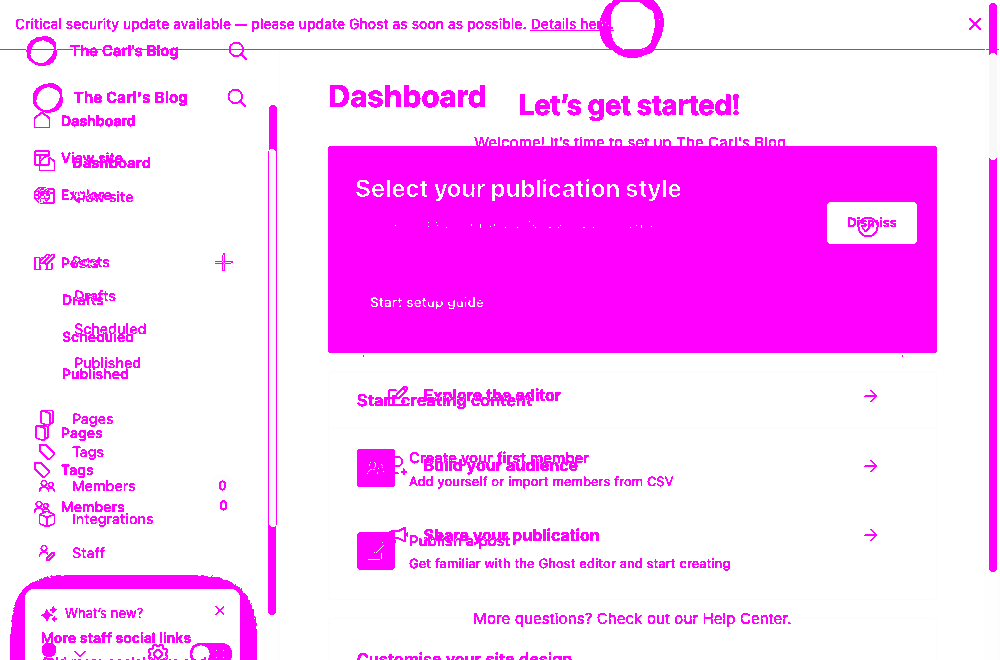 Critical security update available — please update Ghost as soon as possible. Details here.
The Carl's Blog
The Carl's Blog
Dashboard
View site
Dashboard
Explore
View site
Posts
Posts
Drafts
Drafts
Scheduled
Scheduled
Published
Published
Pages
Pages
Tags
Tags
Members 0
Members 0
Integrations
Staff
What's new?
More staff social links
Dashboard
Let's get started!
Welcome! It's time to set up The Carl's Blog.
Select your publication style
Dismiss
Start setup guide
Explore the editor
Start creating content
Create your first member
Build your audience
Add yourself or import members from CSV
Share your publication
Publish a post
Get familiar with the Ghost editor and start creating
More questions? Check out our Help Center.
Customise your site design